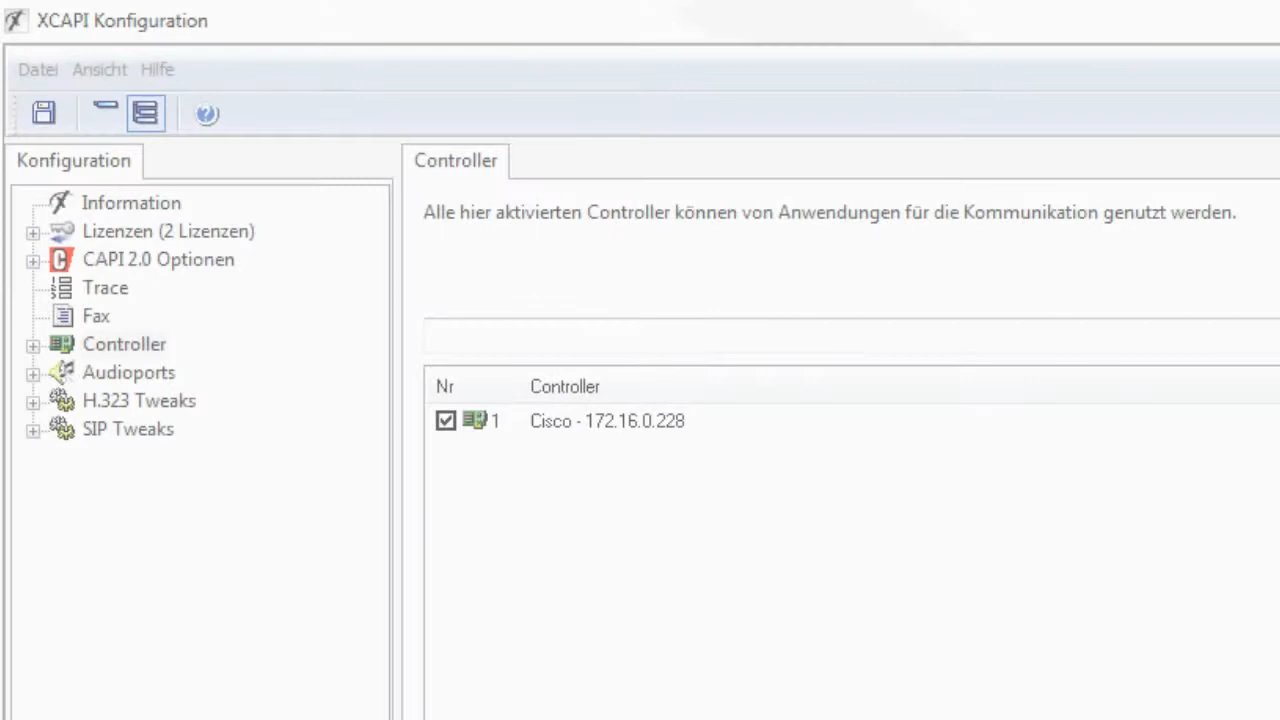 XCAPI Konfiguration
Datei Ansicht Hilfe
Konfiguration
Information
Lizenzen (2 Lizenzen)
CAPI 2.0 Optionen
Trace
Fax
Controller
Audioports
H.323 Tweaks
SIP Tweaks
Controller
Alle hier aktivierten Controller können von Anwendungen für die Kommunikation genutzt werden.
Nr Controller
1 Cisco - 172.16.0.228